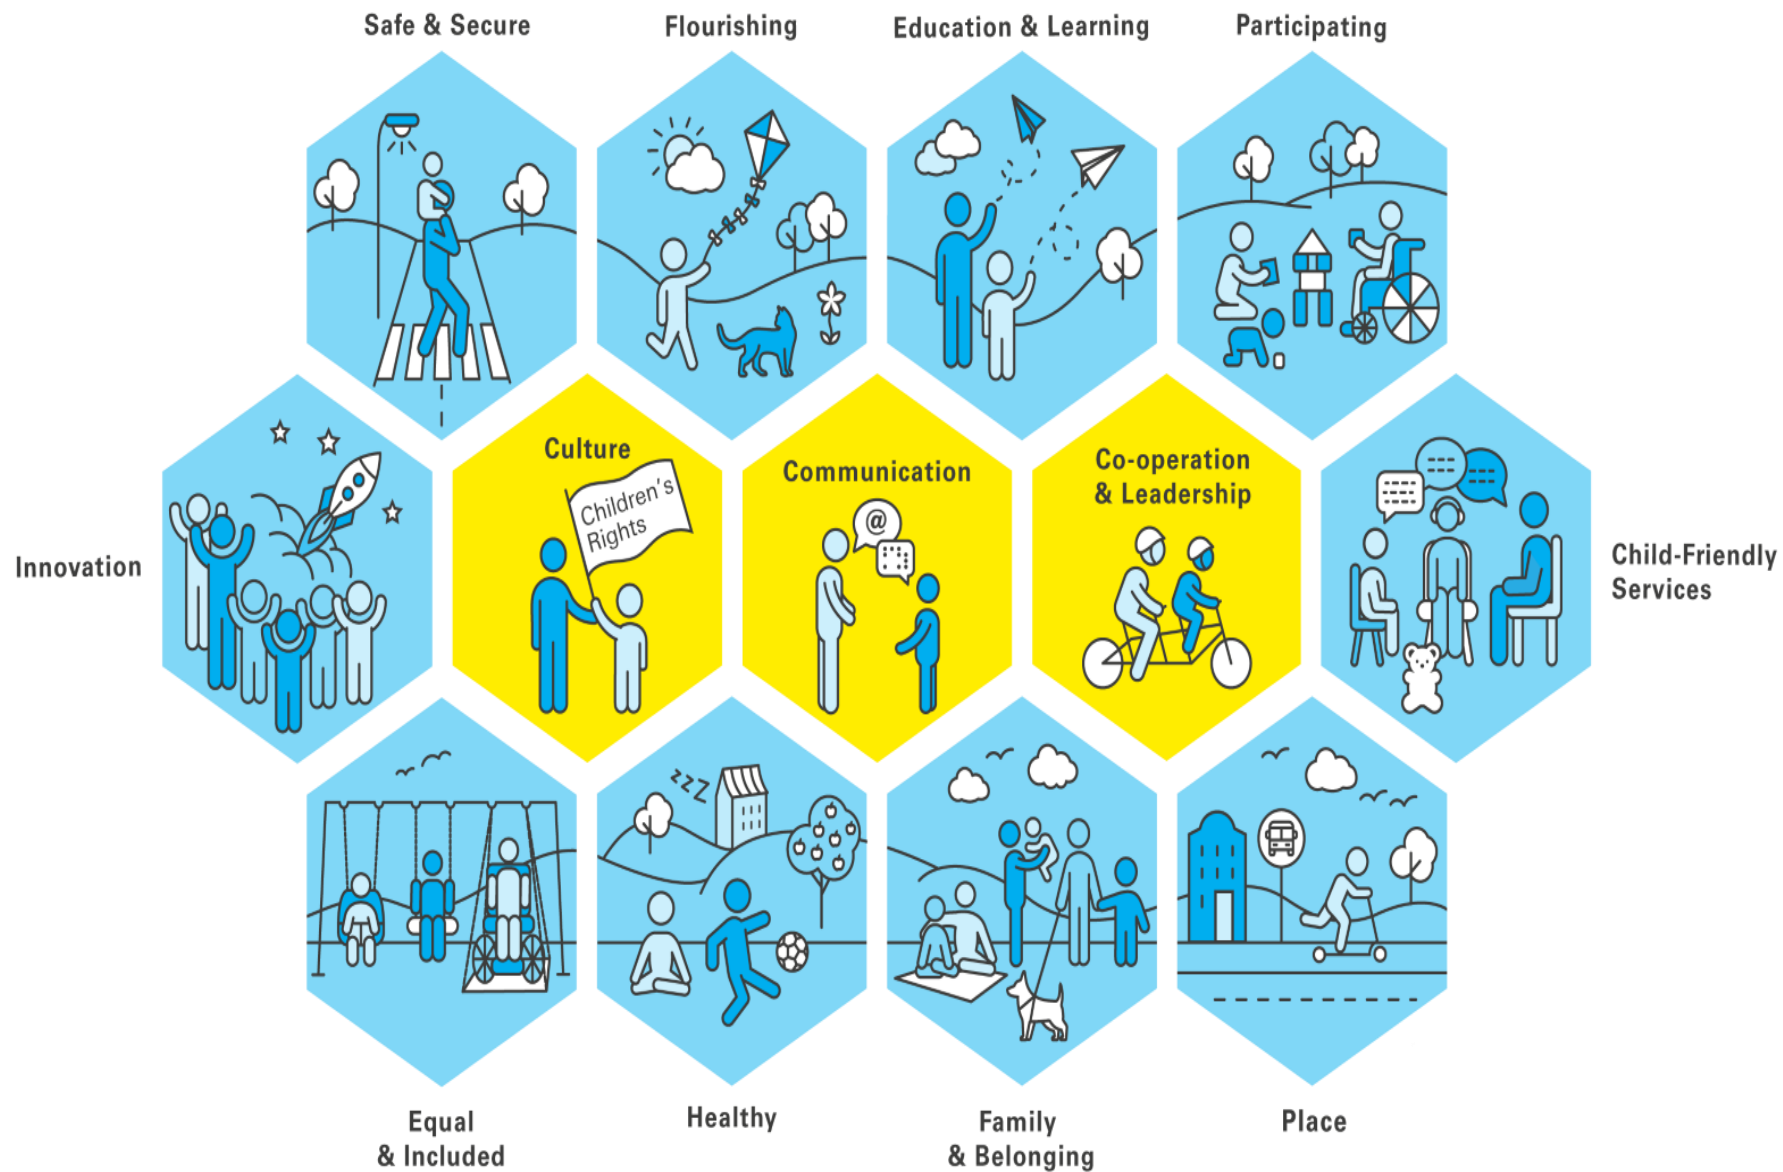 Safe & Secure
Flourishing
Education & Learning
Participating
Innovation
Culture
Children's
Rights
Communication
@
Co-operation
& Leadership
Child-Friendly
Services
zzZ
Equal
& Included
Healthy
Family
& Belonging
Place